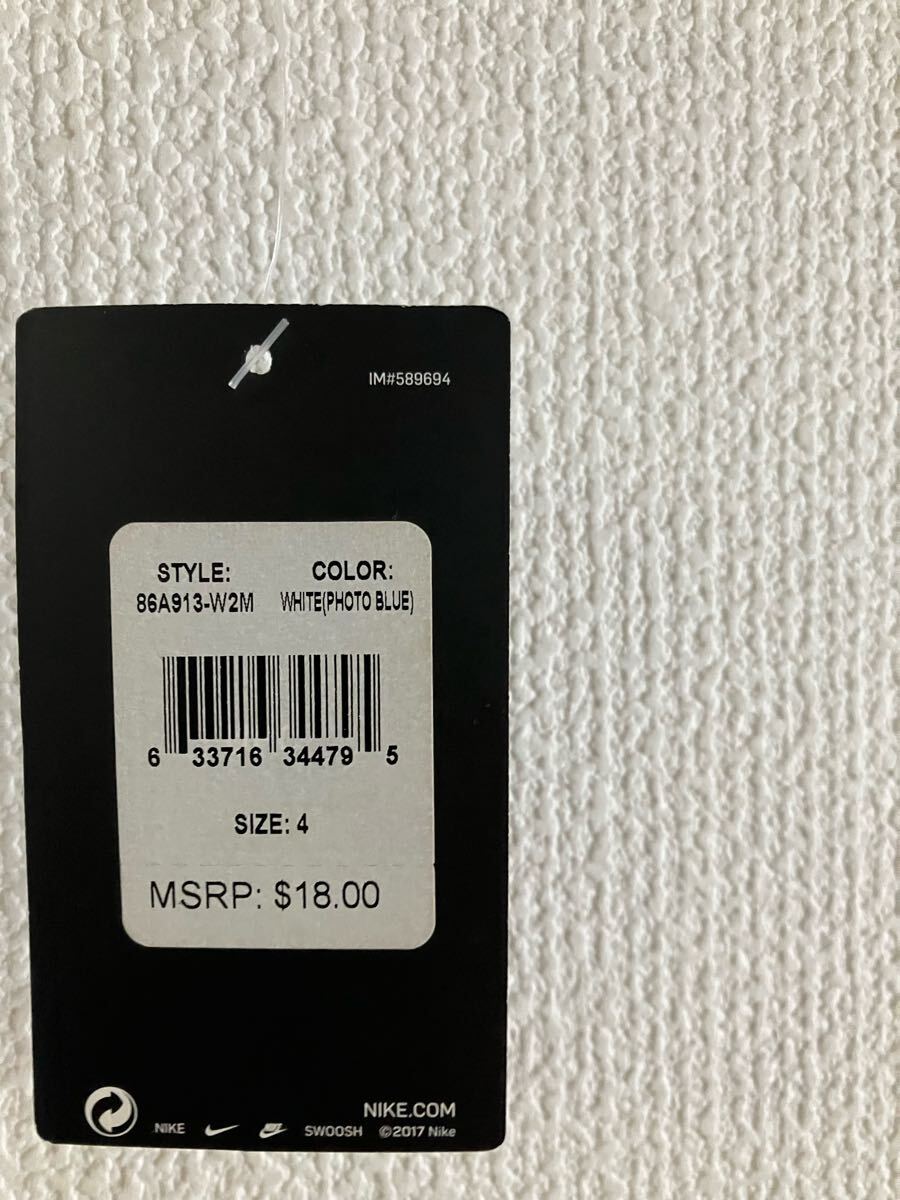 IM#589694
STYLE: COLOR:
86A913-W2M WHITE(PHOTO BLUE)
6 33716 34479 5
SIZE: 4
MSRP: $18.00
NIKE.COM
NIKE SWOOSH ©2017 Nike